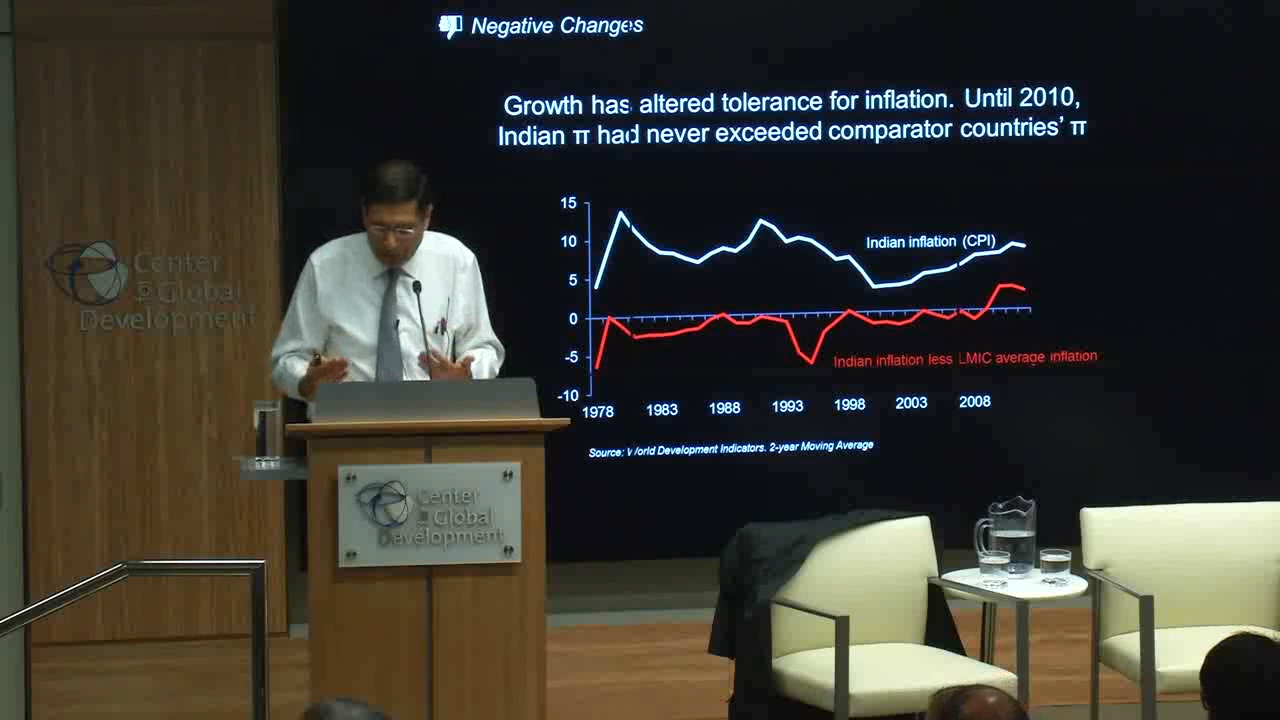 Negative Changes
Growth has altered tolerance for inflation. Until 2010,
Indian π had never exceeded comparator countries' π
15
10
5
0
-5
-10
Indian inflation (CPI)
Indian inflation less LMIC average inflation
1978 1983 1988 1993 1998 2003 2008
Source: World Development Indicators. 2-year Moving Average
Center
for Global
Development
Center
for Global
Development